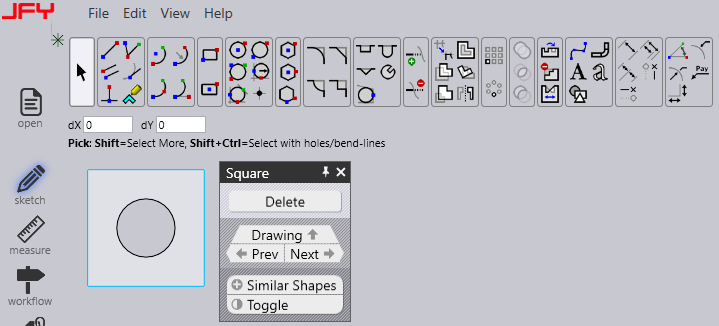 JFY
File Edit View Help
A a
Pay
open
dX 0 dY 0
Pick: Shift=Select More, Shift+Ctrl=Select with holes/bend-lines
sketch
measure
workflow
Square
Delete
Drawing
Prev Next
Similar Shapes
Toggle